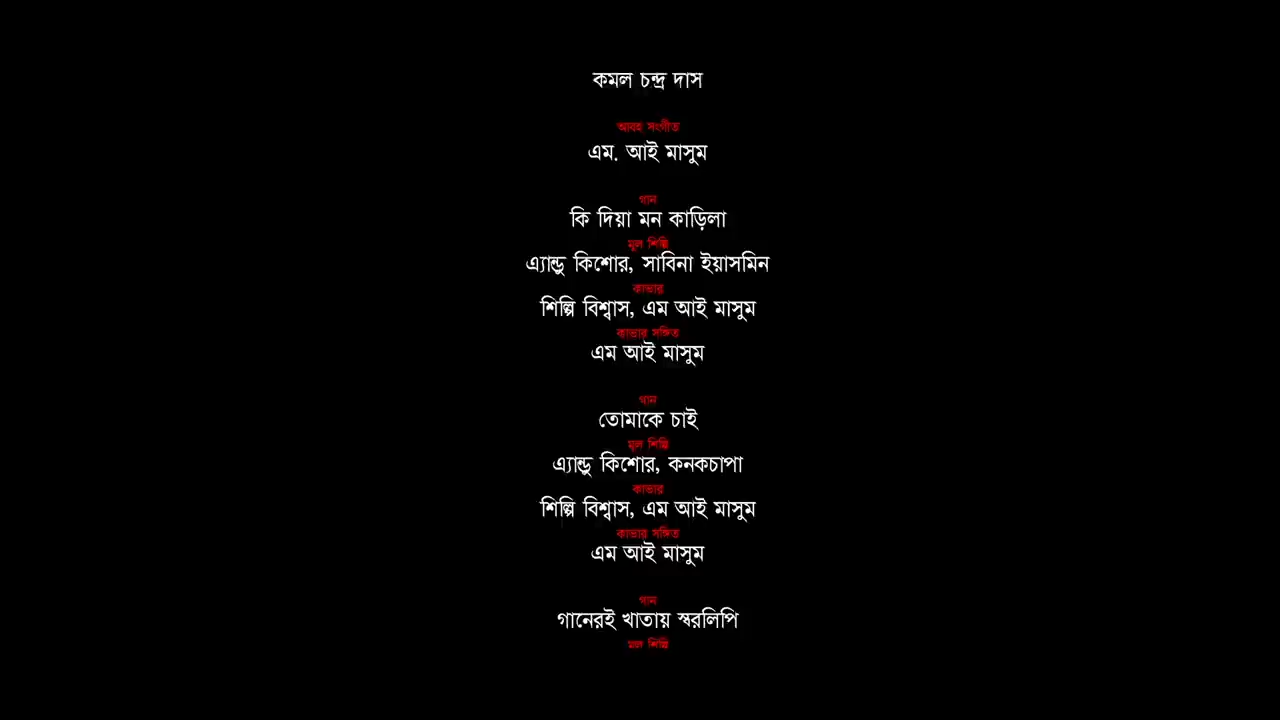 কমল চন্দ্র দাস
আবহ সংগীত
এম. আই মাসুম
গান
কি দিয়া মন কাড়িলা
মূল শিল্পি
এ্যান্ড্রু কিশোর, সাবিনা ইয়াসমিন
কাভার
শিল্পি বিশ্বাস, এম আই মাসুম
কাভার সঙ্গিত
এম আই মাসুম
গান
তোমাকে চাই
মূল শিল্পি
এ্যান্ড্রু কিশোর, কনকচাপা
কাভার
শিল্পি বিশ্বাস, এম আই মাসুম
কাভার সঙ্গিত
এম আই মাসুম
গান
গানেরই খাতায় স্বরলিপি
মূল শিল্পি